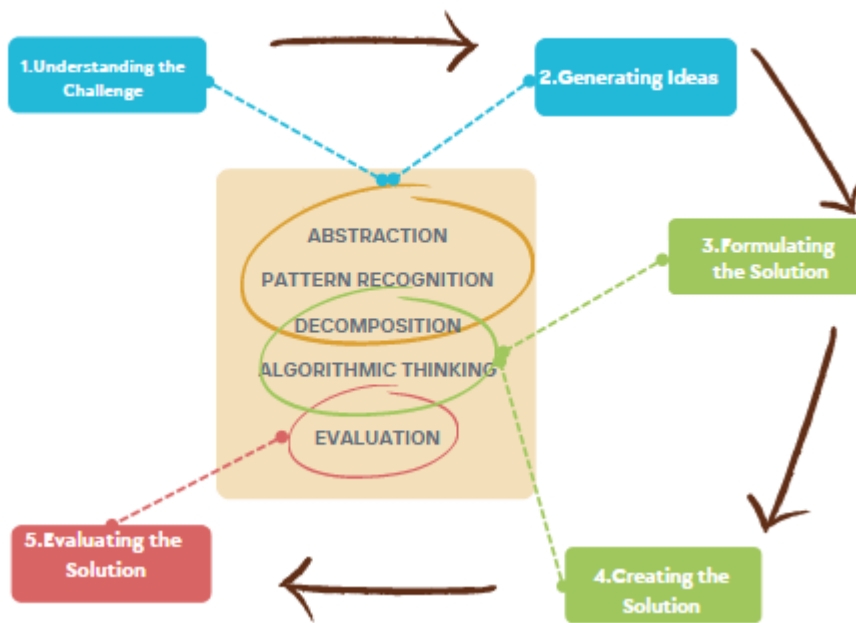 1.Understanding the
Challenge
2.Generating Ideas
3.Formulating
the Solution
ABSTRACTION
PATTERN RECOGNITION
DECOMPOSITION
ALGORITHMIC THINKING
EVALUATION
4.Creating the
Solution
5.Evaluating the
Solution